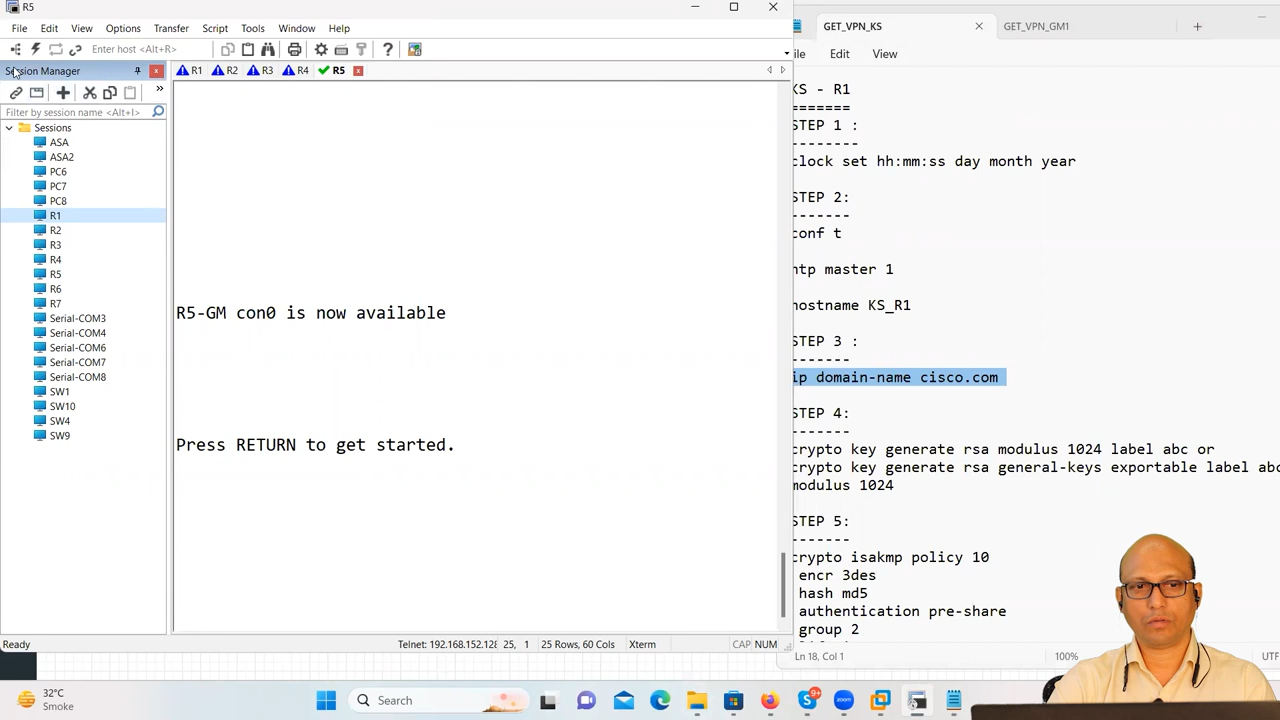 R5
File Edit View Options Transfer Script Tools Window Help
Enter host <Alt+R>
Session Manager
R1 R2 R3 R4 R5
Filter by session name <Alt+I>
Sessions
ASA
ASA2
PC6
PC7
PC8
R1
R2
R3
R4
R5
R6
R7
Serial-COM3
Serial-COM4
Serial-COM6
Serial-COM7
Serial-COM8
SW1
SW10
SW4
SW9
R5-GM con0 is now available
Press RETURN to get started.
Ready
Telnet: 192.168.152.128 25, 1 25 Rows, 60 Cols Xterm CAP NUM
GET_VPN_KS GET_VPN_GM1
ile Edit View
KS - R1
=======
STEP 1 :
--------
clock set hh:mm:ss day month year
STEP 2:
-------
conf t
ntp master 1
hostname KS_R1
STEP 3 :
--------
ip domain-name cisco.com
STEP 4:
-------
crypto key generate rsa modulus 1024 label abc or
crypto key generate rsa general-keys exportable label abc
modulus 1024
STEP 5:
-------
crypto isakmp policy 10
encr 3des
hash md5
authentication pre-share
group 2
Ln 18, Col 1 100% UTF
32°C
Smoke
Search
9+
zoom